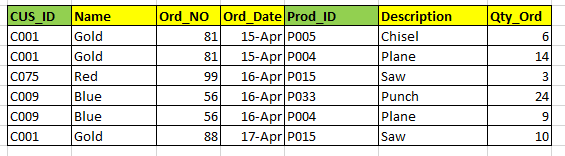 CUS_ID Name Ord_NO Ord_Date Prod_ID Description Qty_Ord
C001 Gold 81 15-Apr P005 Chisel 6
C001 Gold 81 15-Apr P004 Plane 14
C075 Red 99 16-Apr P015 Saw 3
C009 Blue 56 16-Apr P033 Punch 24
C009 Blue 56 16-Apr P004 Plane 9
C001 Gold 88 17-Apr P015 Saw 10